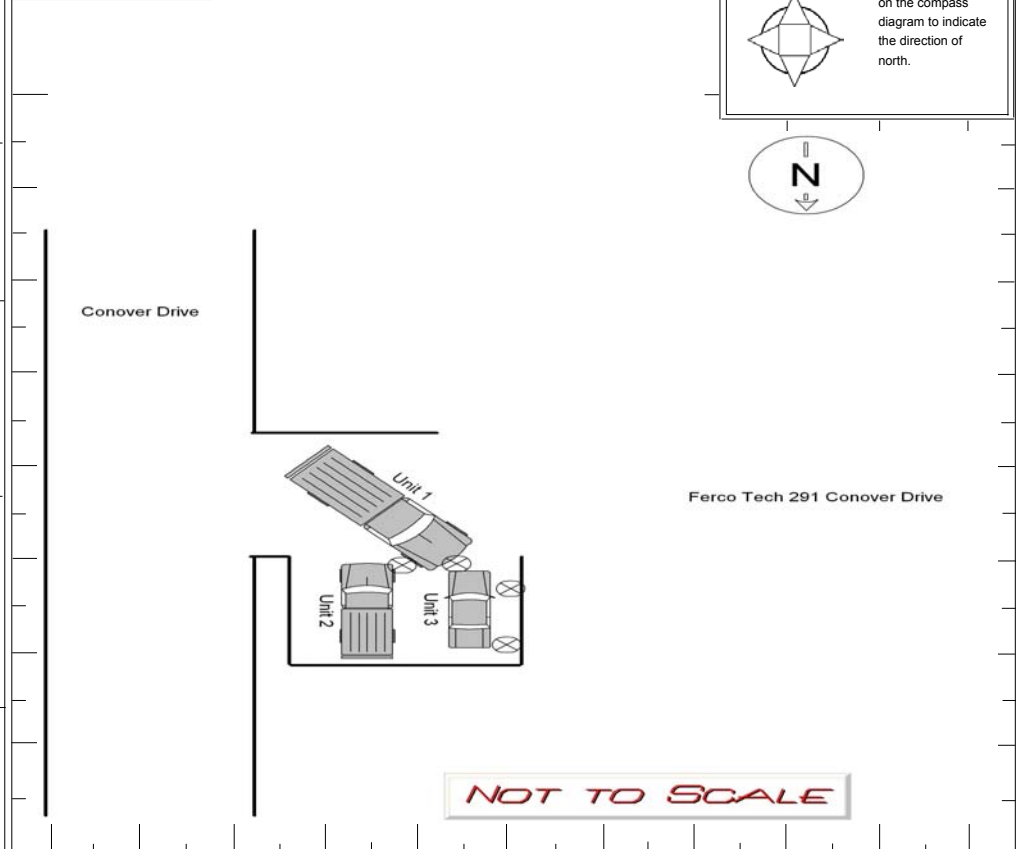 on the compass
diagram to indicate
the direction of
north.
N
Conover Drive
Unit 1
Ferco Tech 291 Conover Drive
Unit 2
Unit 3
NOT TO SCALE